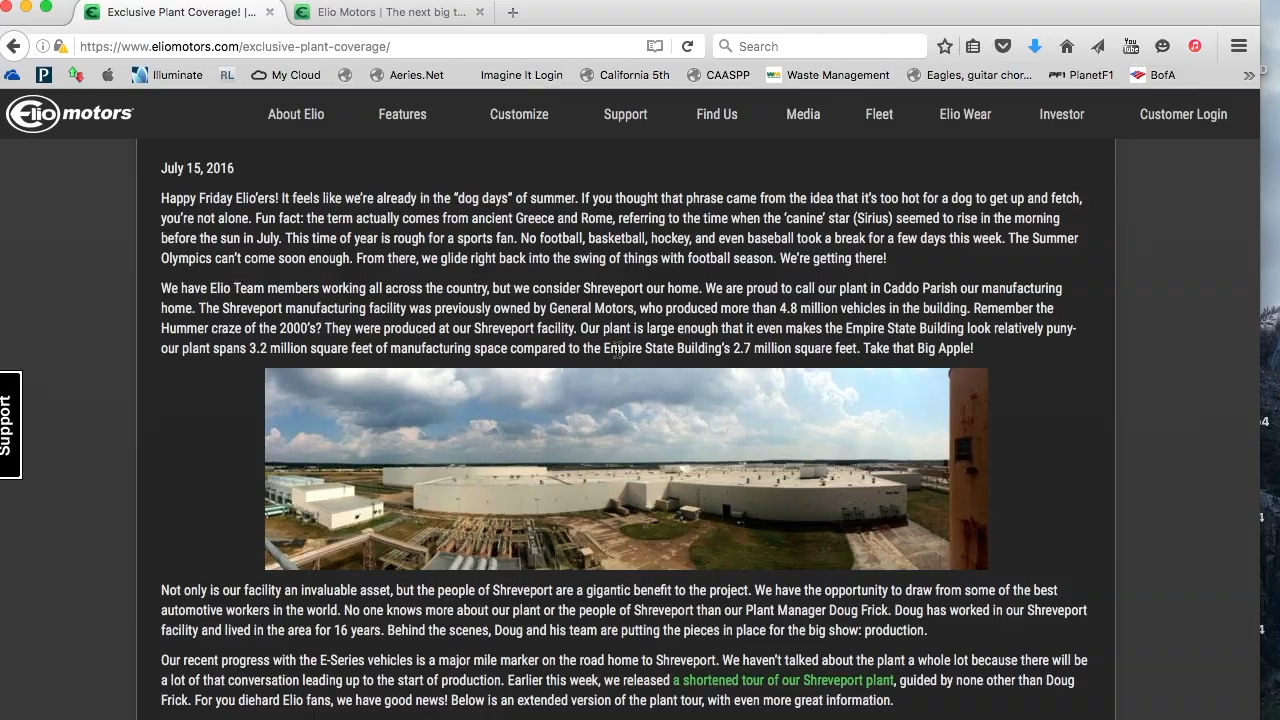 Exclusive Plant Coverage! |...
Elio Motors | The next big t...
https://www.eliomotors.com/exclusive-plant-coverage/
Search
You Tube
Illuminate
RL
My Cloud
Aeries.Net
Imagine It Login
California 5th
CAASPP
Waste Management
Eagles, guitar chor...
PF1 PlanetF1
BofA
Elio motors
About Elio
Features
Customize
Support
Find Us
Media
Fleet
Elio Wear
Investor
Customer Login
July 15, 2016
Happy Friday Elio'ers! It feels like we're already in the “dog days” of summer. If you thought that phrase came from the idea that it's too hot for a dog to get up and fetch,
you're not alone. Fun fact: the term actually comes from ancient Greece and Rome, referring to the time when the ‘canine’ star (Sirius) seemed to rise in the morning
before the sun in July. This time of year is rough for a sports fan. No football, basketball, hockey, and even baseball took a break for a few days this week. The Summer
Olympics can't come soon enough. From there, we glide right back into the swing of things with football season. We're getting there!
We have Elio Team members working all across the country, but we consider Shreveport our home. We are proud to call our plant in Caddo Parish our manufacturing
home. The Shreveport manufacturing facility was previously owned by General Motors, who produced more than 4.8 million vehicles in the building. Remember the
Hummer craze of the 2000's? They were produced at our Shreveport facility. Our plant is large enough that it even makes the Empire State Building look relatively puny-
our plant spans 3.2 million square feet of manufacturing space compared to the Empire State Building's 2.7 million square feet. Take that Big Apple!
Support
Not only is our facility an invaluable asset, but the people of Shreveport are a gigantic benefit to the project. We have the opportunity to draw from some of the best
automotive workers in the world. No one knows more about our plant or the people of Shreveport than our Plant Manager Doug Frick. Doug has worked in our Shreveport
facility and lived in the area for 16 years. Behind the scenes, Doug and his team are putting the pieces in place for the big show: production.
Our recent progress with the E-Series vehicles is a major mile marker on the road home to Shreveport. We haven't talked about the plant a whole lot because there will be
a lot of that conversation leading up to the start of production. Earlier this week, we released a shortened tour of our Shreveport plant, guided by none other than Doug
Frick. For you diehard Elio fans, we have good news! Below is an extended version of the plant tour, with even more great information.